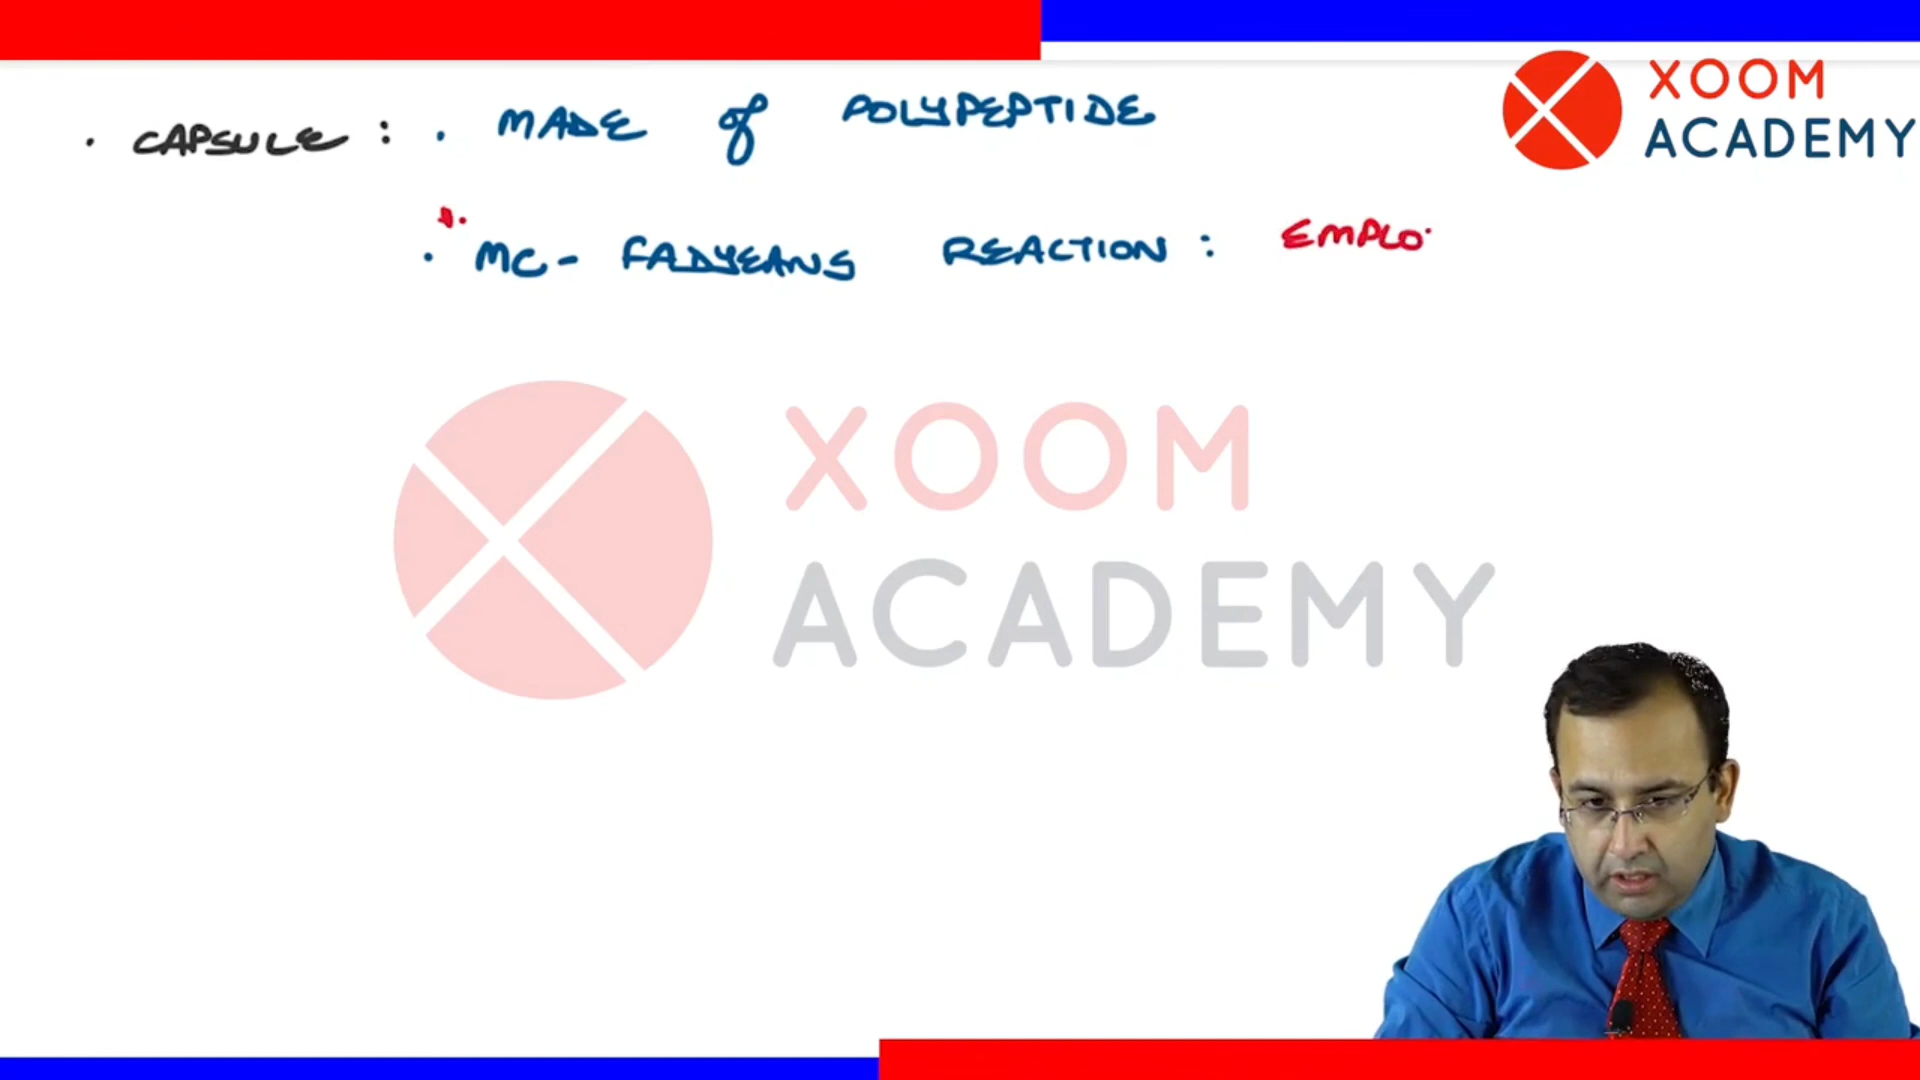 XOOM
ACADEMY
· CAPSULE : · MADE of POLYPEPTIDE
· MC- FADYEANS REACTION : EMPLO
XOOM
ACADEMY